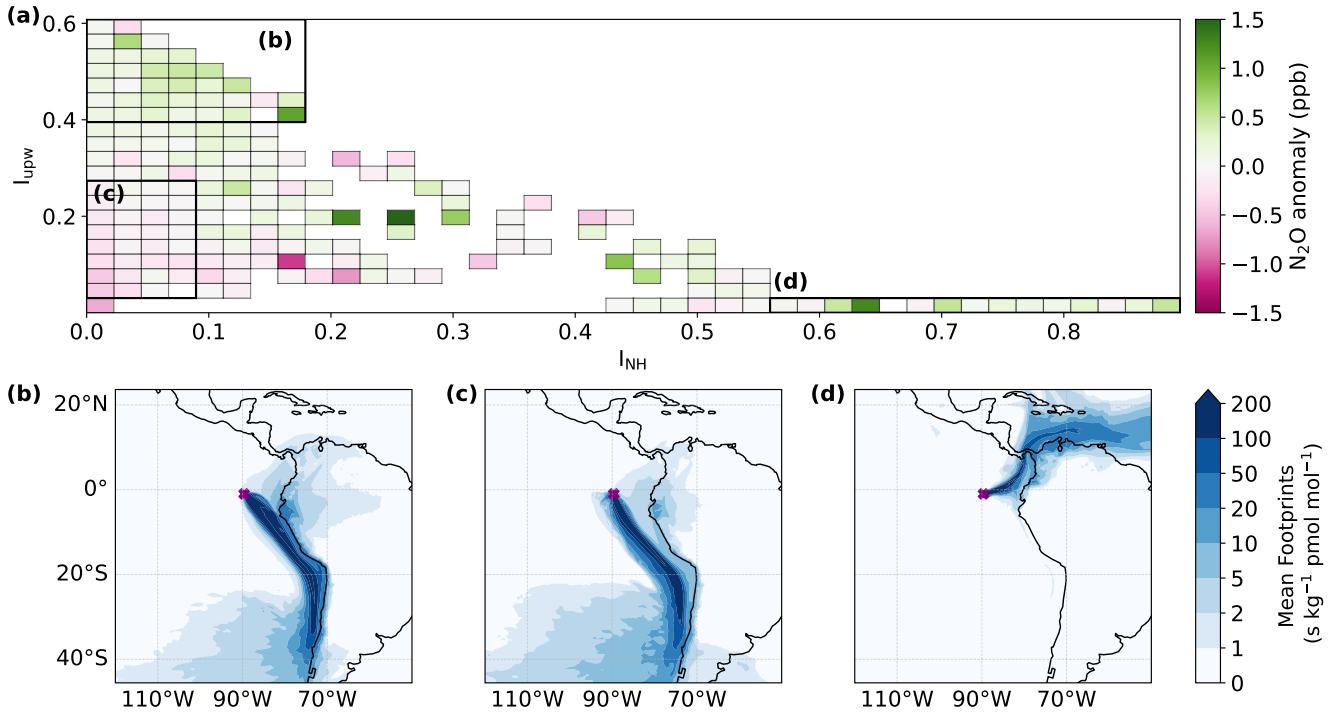 (a)
0.6
0.4
0.2
I_upw
(b)
(c)
(d)
0.0 0.1 0.2 0.3 0.4 0.5 0.6 0.7 0.8
I_NH
1.5
1.0
0.5
0.0
−0.5
−1.0
−1.5
N₂O anomaly (ppb)
(b) (c) (d)
20°N
0°
20°S
40°S
110°W 90°W 70°W 110°W 90°W 70°W 110°W 90°W 70°W
200
100
50
20
10
5
2
1
0
Mean Footprints
(s kg⁻¹ pmol mol⁻¹)